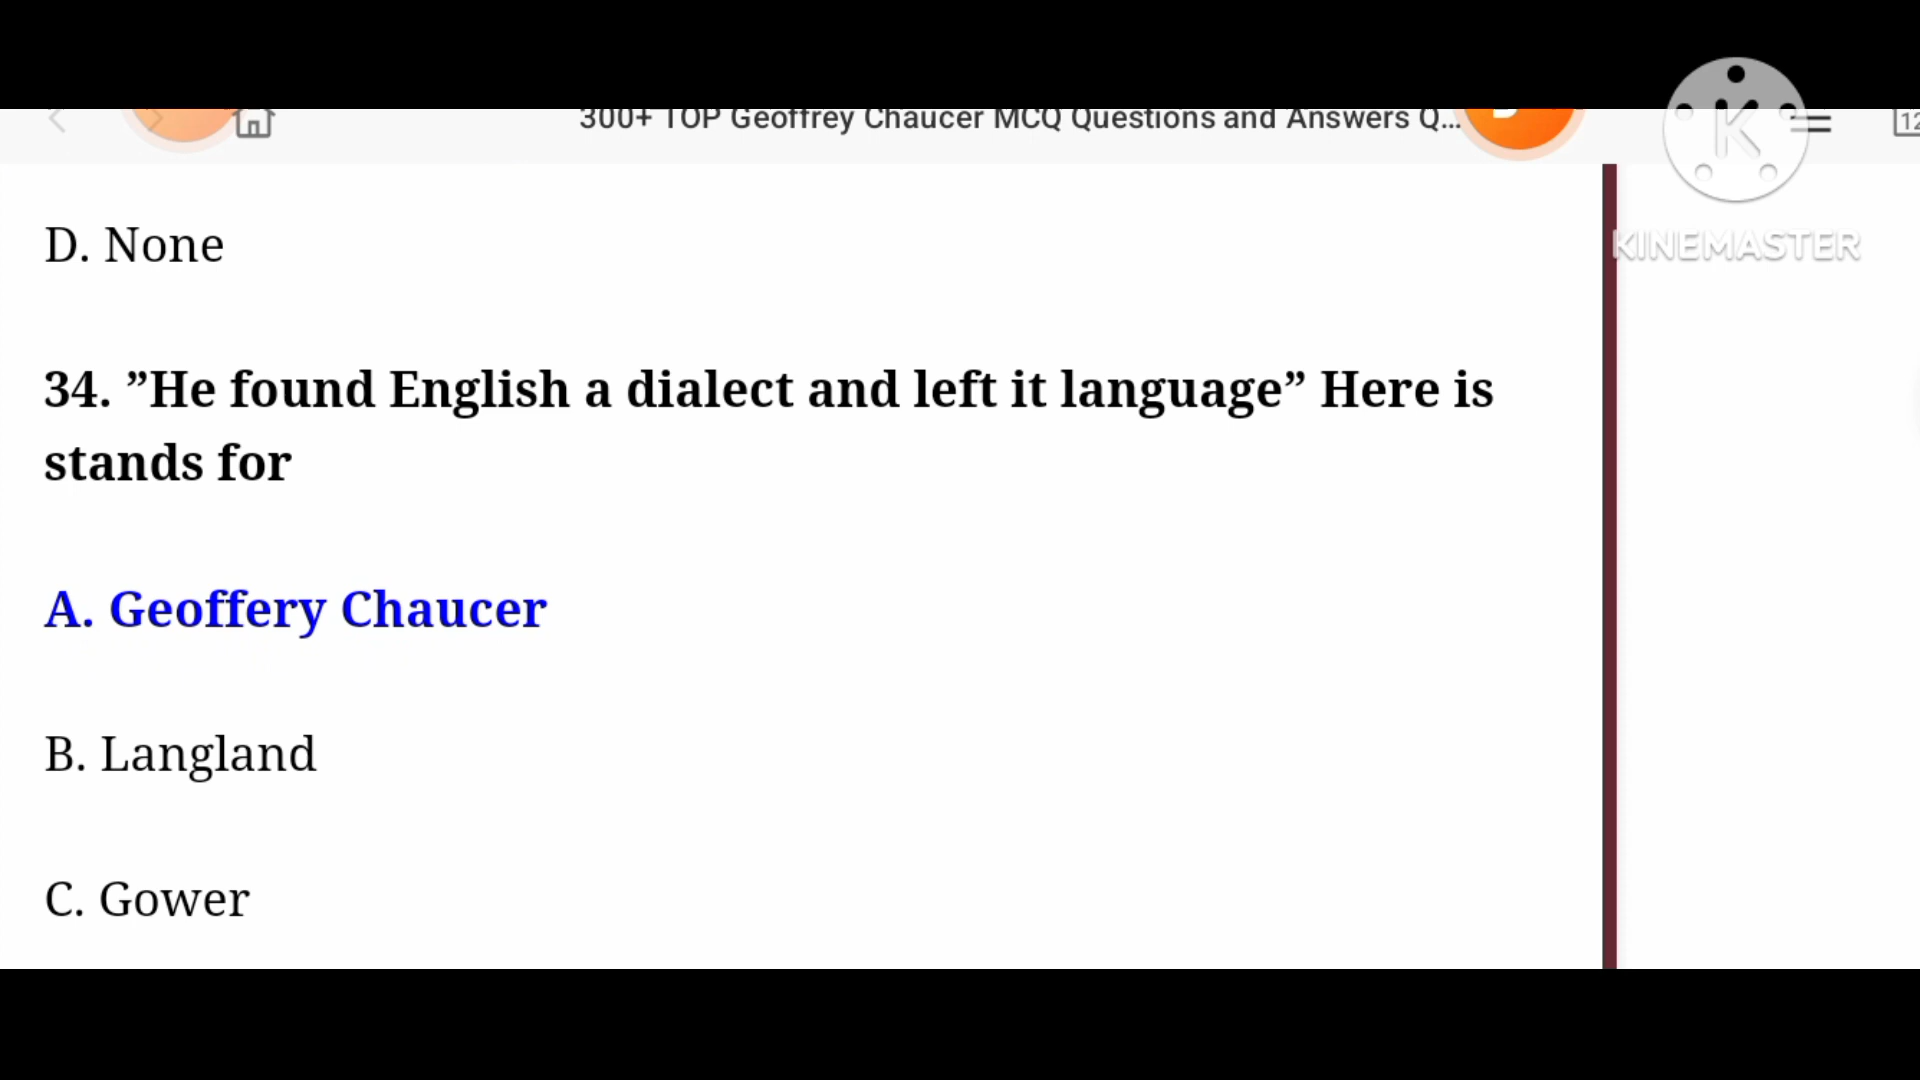 300+ TOP Geoffrey Chaucer MCQ Questions and Answers Q...
12
K
KINEMASTER
D. None
34. ”He found English a dialect and left it language” Here is
stands for
A. Geoffery Chaucer
B. Langland
C. Gower